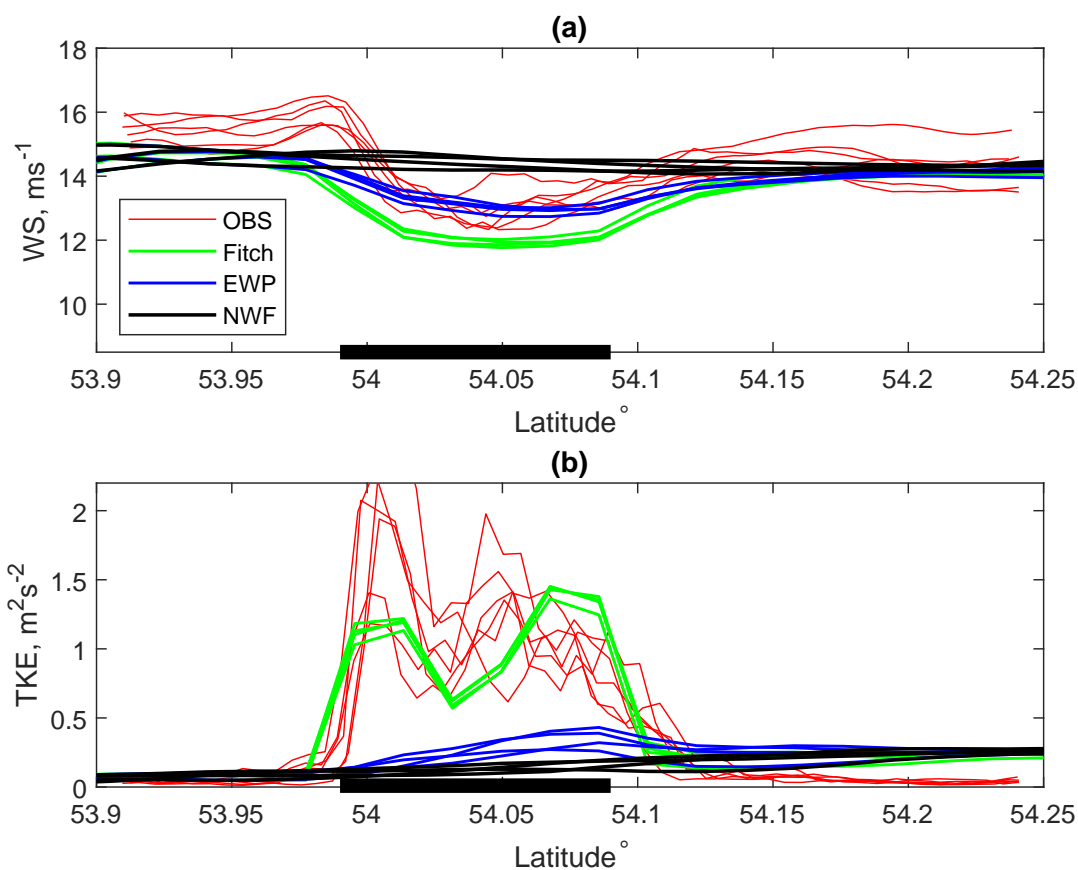 (a)
18
16
14
12
10
WS, ms⁻¹
OBS
Fitch
EWP
NWF
53.9 53.95 54 54.05 54.1 54.15 54.2 54.25
Latitude°
(b)
2
1.5
1
0.5
0
TKE, m²s⁻²
53.9 53.95 54 54.05 54.1 54.15 54.2 54.25
Latitude°